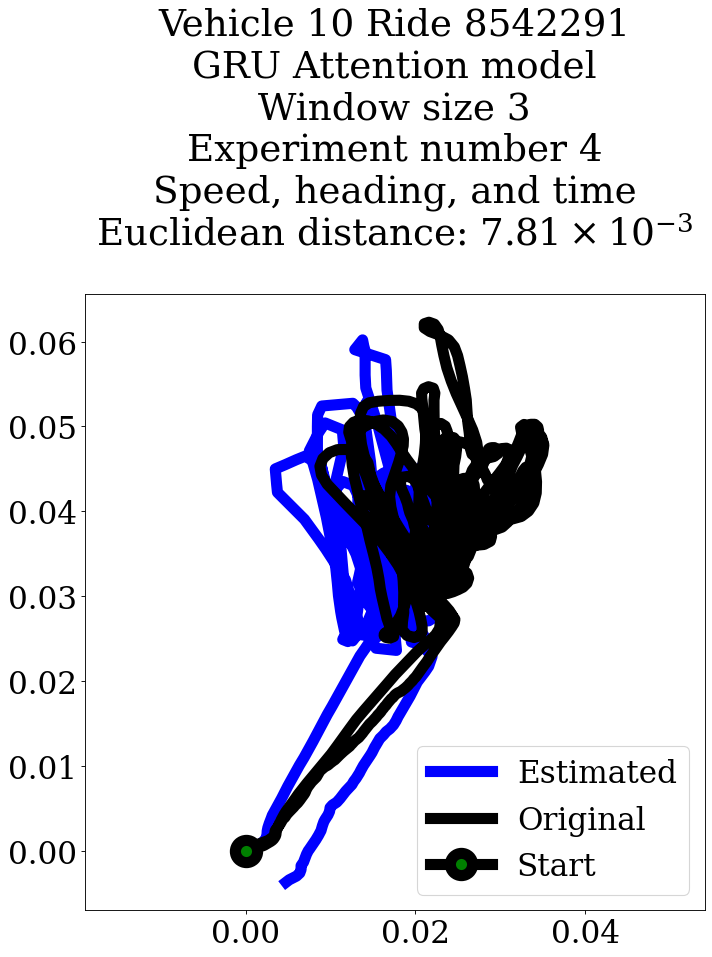 Vehicle 10 Ride 8542291
GRU Attention model
Window size 3
Experiment number 4
Speed, heading, and time
Euclidean distance: 7.81 × 10⁻³
0.06
0.05
0.04
0.03
0.02
0.01
0.00
Estimated
Original
Start
0.00 0.02 0.04